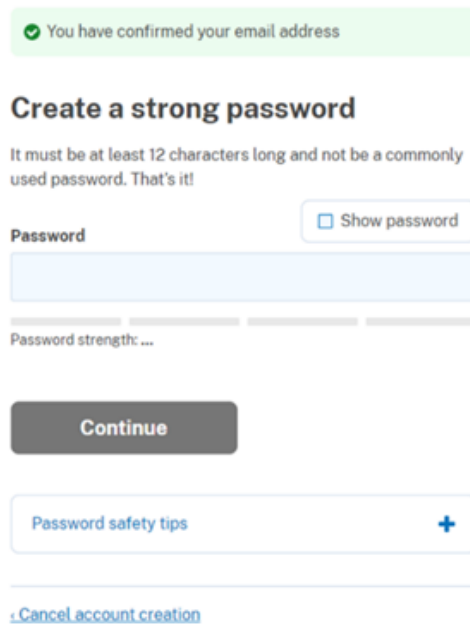 You have confirmed your email address
Create a strong password
It must be at least 12 characters long and not be a commonly
used password. That's it!
Show password
Password
Password strength: ...
Continue
Password safety tips
‹ Cancel account creation